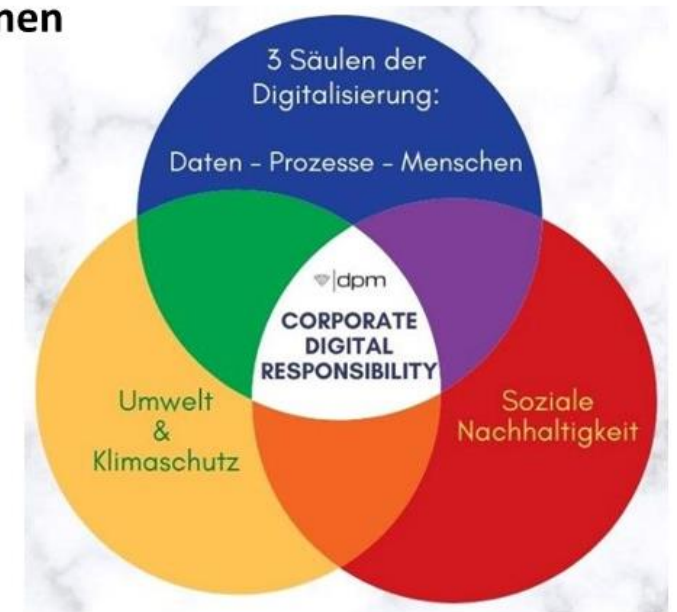 nen
3 Säulen der
Digitalisierung:
Daten – Prozesse – Menschen
dpm
CORPORATE
DIGITAL
RESPONSIBILITY
Umwelt
&
Klimaschutz
Soziale
Nachhaltigkeit